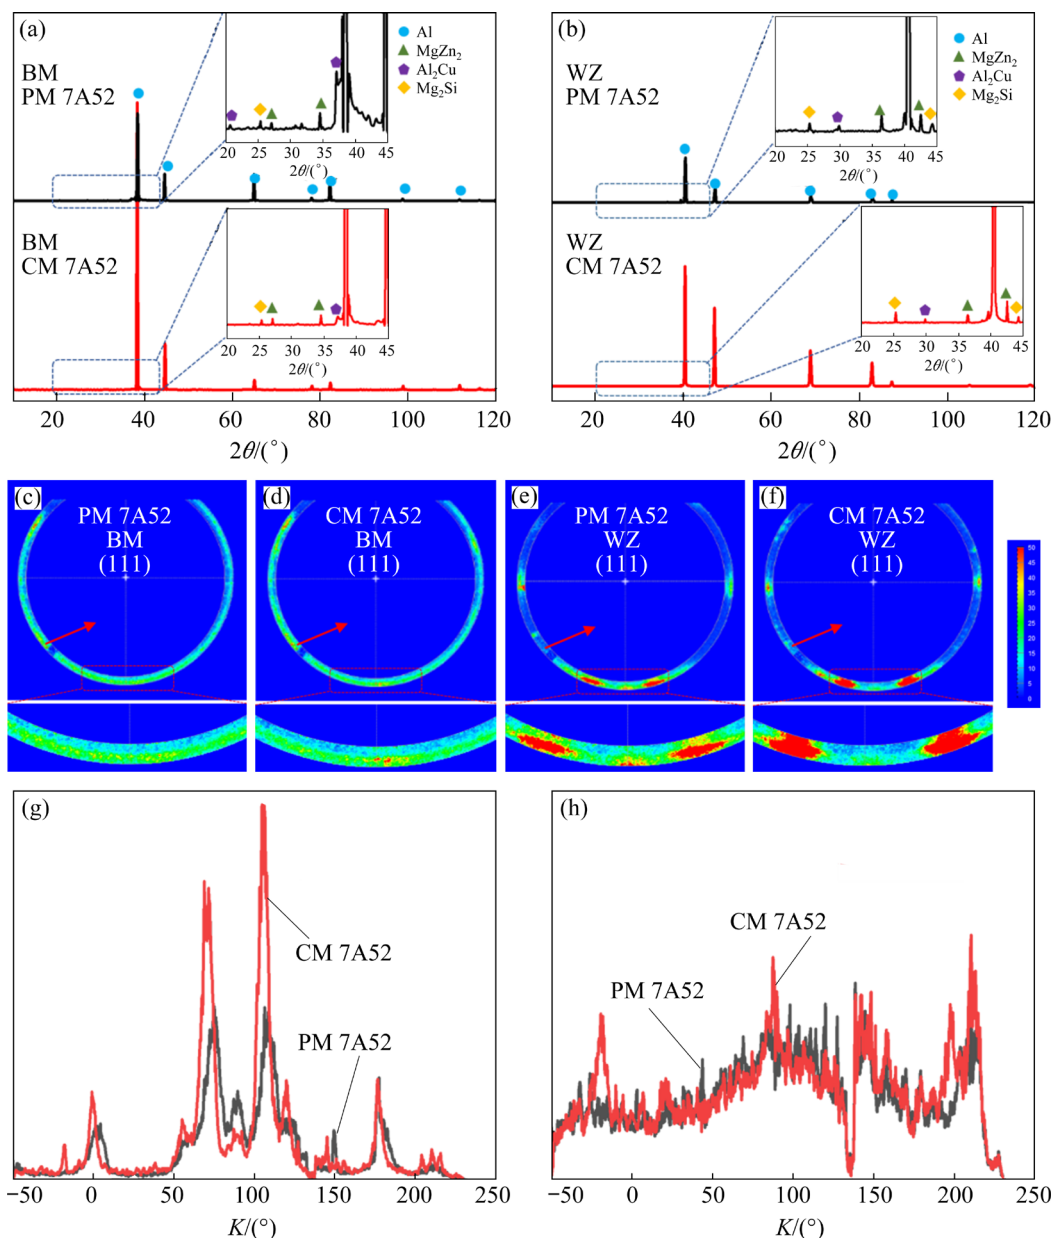 (a)
BM
PM 7A52
Al
MgZn₂
Al₂Cu
Mg₂Si
20 25 30 35 40 45
2θ/(°)
BM
CM 7A52
20 25 30 35 40 45
2θ/(°)
20 40 60 80 100 120
2θ/(°)
(b)
WZ
PM 7A52
Al
MgZn₂
Al₂Cu
Mg₂Si
20 25 30 35 40 45
2θ/(°)
WZ
CM 7A52
20 25 30 35 40 45
2θ/(°)
20 40 60 80 100 120
2θ/(°)
(c)
PM 7A52
BM
(111)
(d)
CM 7A52
BM
(111)
(e)
PM 7A52
WZ
(111)
(f)
CM 7A52
WZ
(111)
50
45
40
35
30
25
20
15
10
5
0
(g)
CM 7A52
PM 7A52
−50 0 50 100 150 200 250
K/(°)
(h)
CM 7A52
PM 7A52
−50 0 50 100 150 200 250
K/(°)